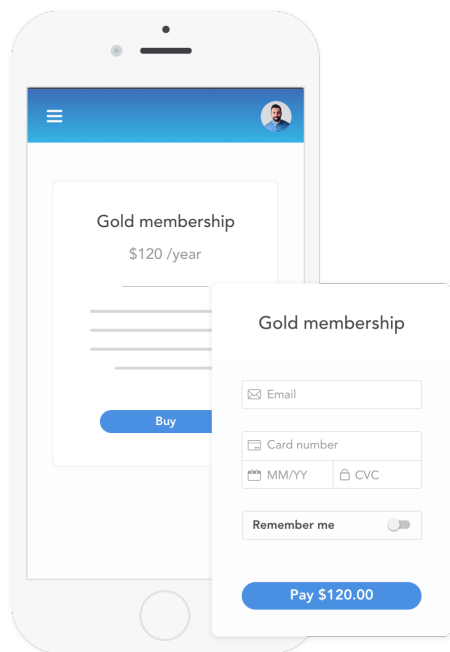 Gold membership
$120 /year
Buy
Gold membership
Email
Card number
MM/YY CVC
Remember me
Pay $120.00